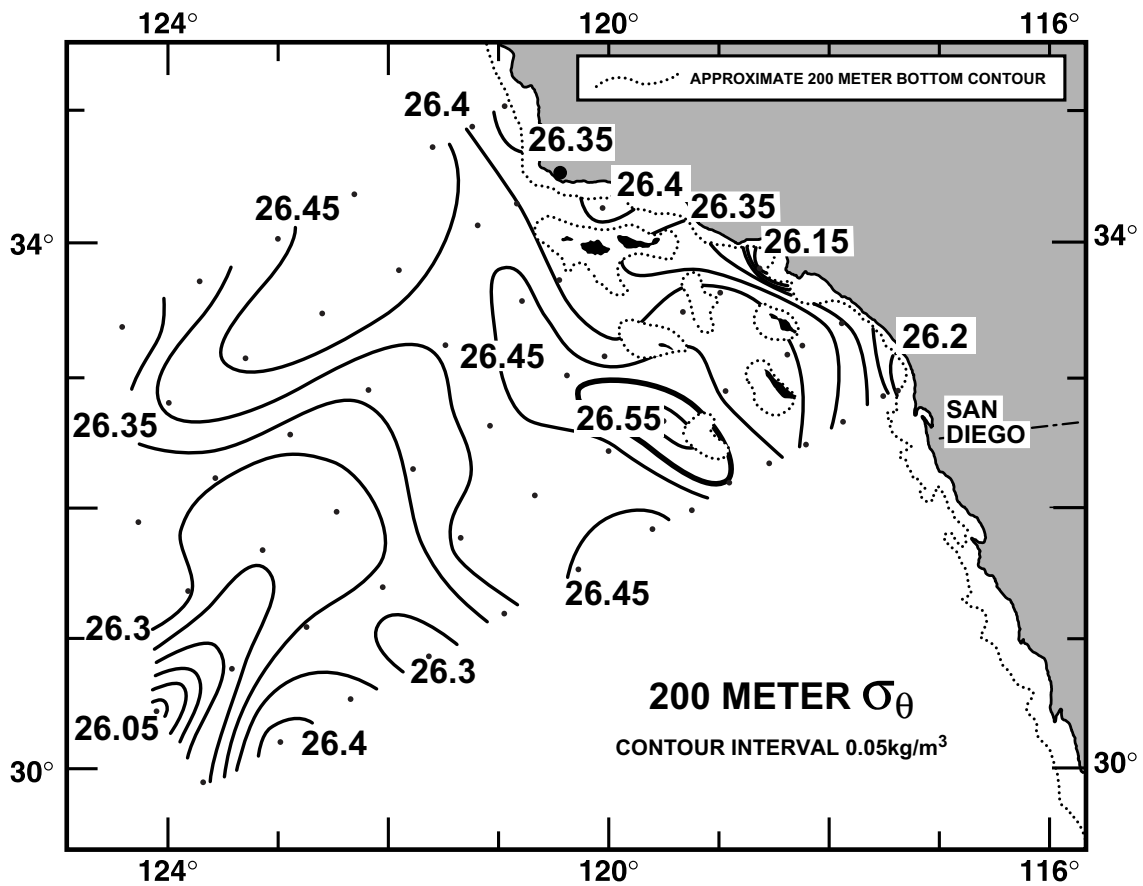 124° 120° 116°
APPROXIMATE 200 METER BOTTOM CONTOUR
26.4
26.35
26.4
26.45
26.35
34°
26.15
34°
26.2
26.45
26.35
26.55
SAN
DIEGO
26.45
26.3
26.3
200 METER σθ
26.05
26.4
CONTOUR INTERVAL 0.05kg/m³
30°
30°
124° 120° 116°